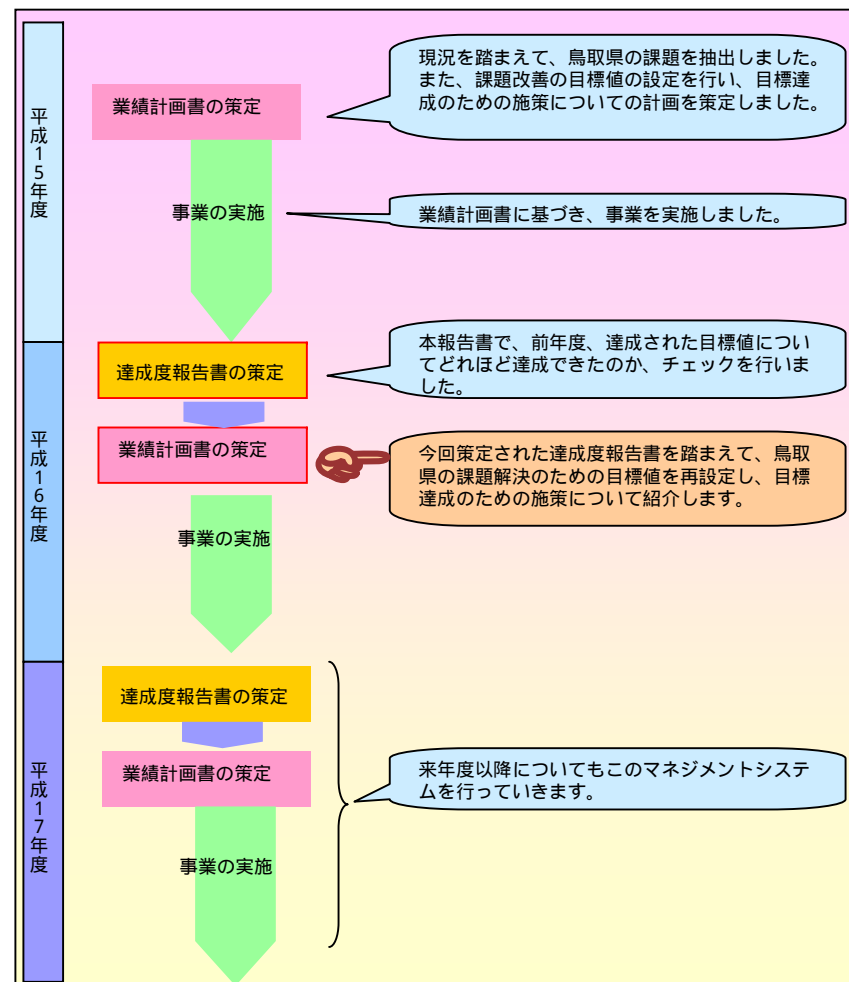 平成15年度
業績計画書の策定
現況を踏まえて、鳥取県の課題を抽出しました。
また、課題改善の目標値の設定を行い、目標達
成のための施策についての計画を策定しました。
事業の実施
業績計画書に基づき、事業を実施しました。
平成16年度
達成度報告書の策定
本報告書で、前年度、達成された目標値につい
てどれほど達成できたのか、チェックを行いま
した。
業績計画書の策定
今回策定された達成度報告書を踏まえて、鳥取
県の課題解決のための目標値を再設定し、目標
達成のための施策について紹介します。
事業の実施
平成17年度
達成度報告書の策定
業績計画書の策定
来年度以降についてもこのマネジメントシステ
ムを行っていきます。
事業の実施